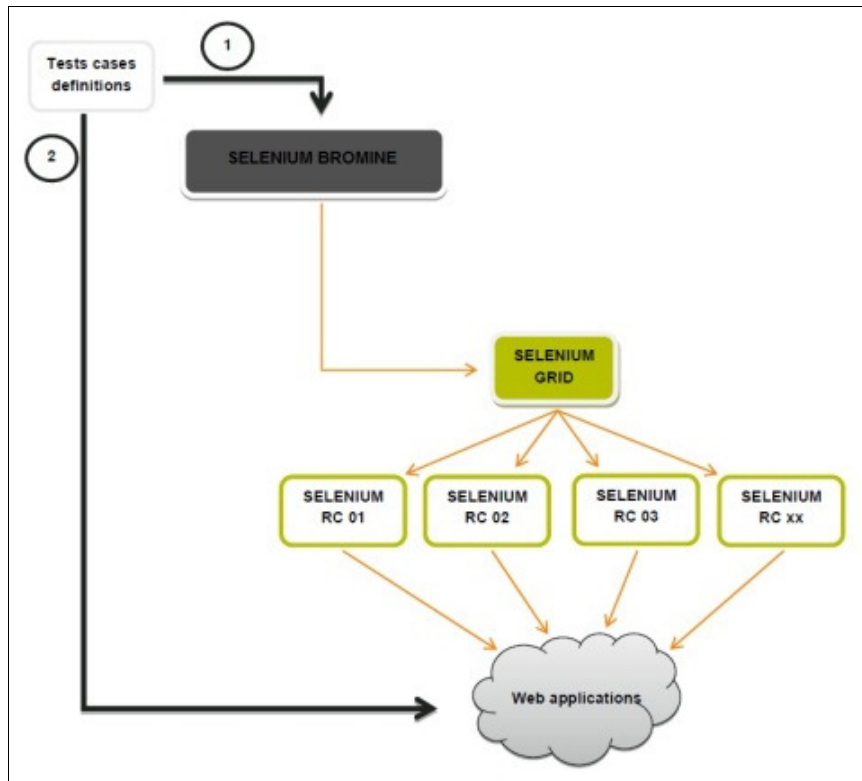 1
Tests cases
definitions
2
SELENIUM BROMINE
SELENIUM
GRID
SELENIUM
RC 01
SELENIUM
RC 02
SELENIUM
RC 03
SELENIUM
RC xx
Web applications